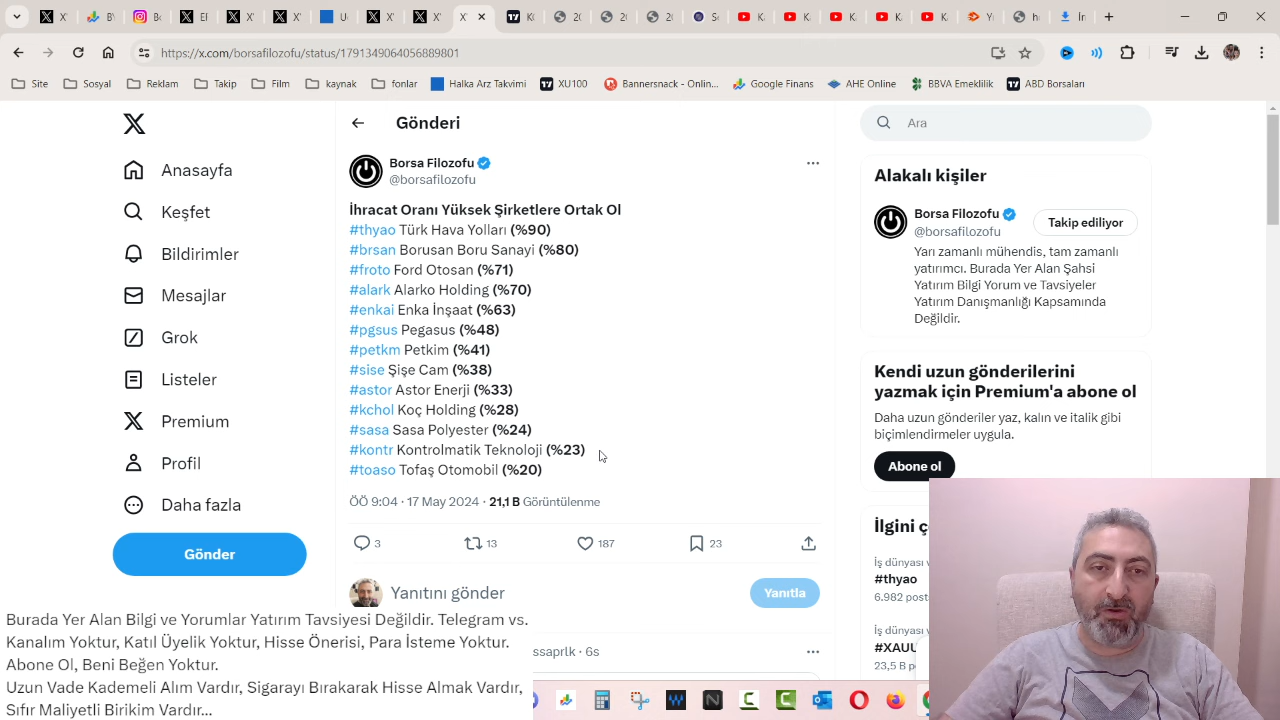 https://x.com/borsafilozofu/status/1791349064056889801
Site
Sosyal
Reklam
Takip
Film
kaynak
fonlar
Halka Arz Takvimi
XU100
Bannersnack - Onlin...
Google Finans
AHE Online
BBVA Emeklilik
ABD Borsları
Anasayfa
Keşfet
Bildirimler
Mesajlar
Grok
Listeler
Premium
Profil
Daha fazla
Gönder
Gönderi
Borsa Filozofu
@borsafilozofu
İhracat Oranı Yüksek Şirketlere Ortak Ol
#thyao Türk Hava Yolları (%90)
#brsan Borusan Boru Sanayi (%80)
#froto Ford Otosan (%71)
#alark Alarko Holding (%70)
#enkai Enka İnşaat (%63)
#pgsus Pegasus (%48)
#petkm Petkim (%41)
#sise Şişe Cam (%38)
#astor Astor Enerji (%33)
#kchol Koç Holding (%28)
#sasa Sasa Polyester (%24)
#kontr Kontrolmatik Teknoloji (%23)
#toaso Tofaş Otomobil (%20)
ÖÖ 9:04 · 17 May 2024 · 21,1 B Görüntülenme
3 13 187 23
Yanıtını gönder
Yanıtla
ssaprlk · 6s
Ara
Alakalı kişiler
Borsa Filozofu
@borsafilozofu
Takip ediliyor
Yarı zamanlı mühendis, tam zamanlı
yatırımcı. Burada Yer Alan Şahsi
Yatırım Bilgi Yorum ve Tavsiyeler
Yatırım Danışmanlığı Kapsamında
Değildir.
Kendi uzun gönderilerini
yazmak için Premium'a abone ol
Daha uzun gönderiler yaz, kalın ve italik gibi
biçimlendirmeler uygula.
Abone ol
İlgini ç
İş dünyası v
#thyao
6.982 post
İş dünyası v
#XAUU
23,5 B po
Burada Yer Alan Bilgi ve Yorumlar Yatırım Tavsiyesi Değildir. Telegram vs.
Kanalım Yoktur, Katıl Üyelik Yoktur, Hisse Önerisi, Para İsteme Yoktur.
Abone Ol, Beni Beğen Yoktur.
Uzun Vade Kademeli Alım Vardır, Sigarayı Bırakarak Hisse Almak Vardır,
Sıfır Maliyetli Birikim Vardır...